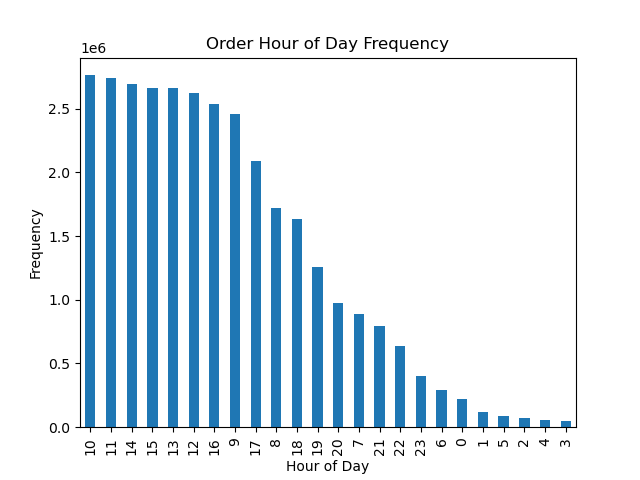 Order Hour of Day Frequency
1e6
2.5
2.0
1.5
1.0
0.5
0.0
Frequency
10 11 14 15 13 12 16 9 17 8 18 19 20 7 21 22 23 6 0 1 5 2 4 3
Hour of Day